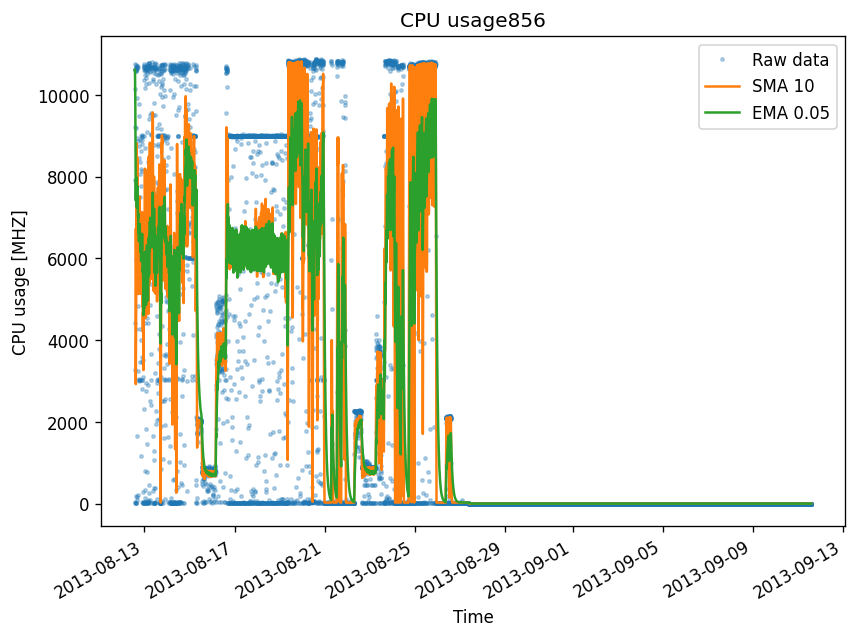 CPU usage856
Raw data
SMA 10
EMA 0.05
CPU usage [MHZ]
10000
8000
6000
4000
2000
0
2013-08-13
2013-08-17
2013-08-21
2013-08-25
2013-08-29
2013-09-01
2013-09-05
2013-09-09
2013-09-13
Time